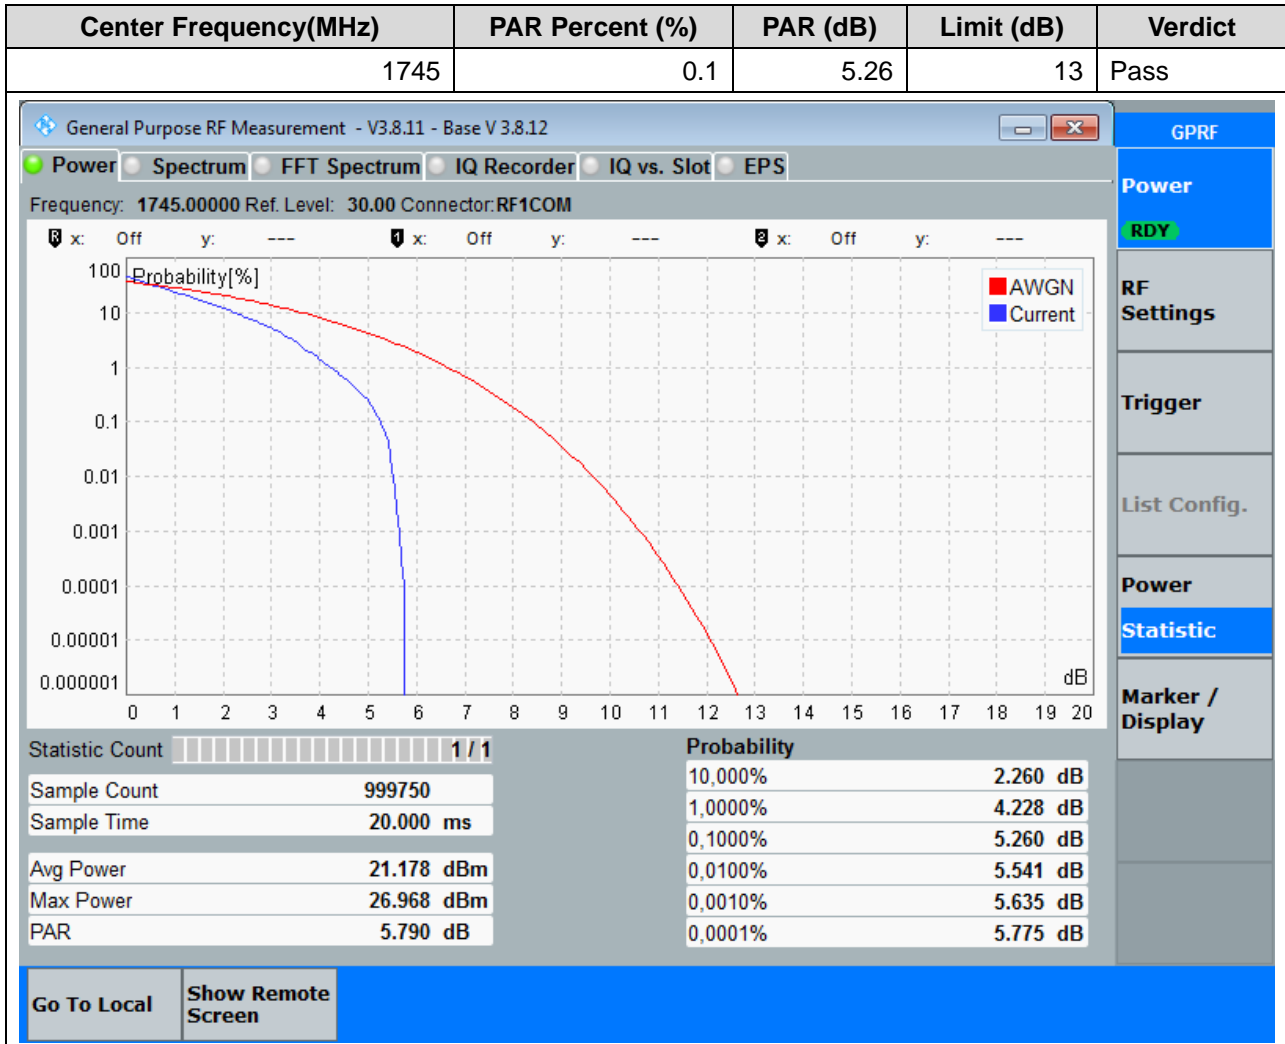 Center Frequency(MHz) PAR Percent (%) PAR (dB) Limit (dB) Verdict
1745 0.1 5.26 13 Pass
General Purpose RF Measurement - V3.8.11 - Base V 3.8.12
GPRF
Power Spectrum FFT Spectrum IQ Recorder IQ vs. Slot EPS
Power
RDY
Frequency: 1745.00000 Ref. Level: 30.00 Connector:RF1COM
R x: Off y: --- 1 x: Off y: --- 2 x: Off y: ---
Probability[%]
AWGN
Current
100
10
1
0.1
0.01
0.001
0.0001
0.00001
0.000001
dB
0 1 2 3 4 5 6 7 8 9 10 11 12 13 14 15 16 17 18 19 20
RF
Settings
Trigger
List Config.
Power
Statistic
Marker /
Display
Statistic Count 1 / 1
Sample Count 999750
Sample Time 20.000 ms
Avg Power 21.178 dBm
Max Power 26.968 dBm
PAR 5.790 dB
Probability
10,000% 2.260 dB
1,0000% 4.228 dB
0,1000% 5.260 dB
0,0100% 5.541 dB
0,0010% 5.635 dB
0,0001% 5.775 dB
Go To Local
Show Remote
Screen